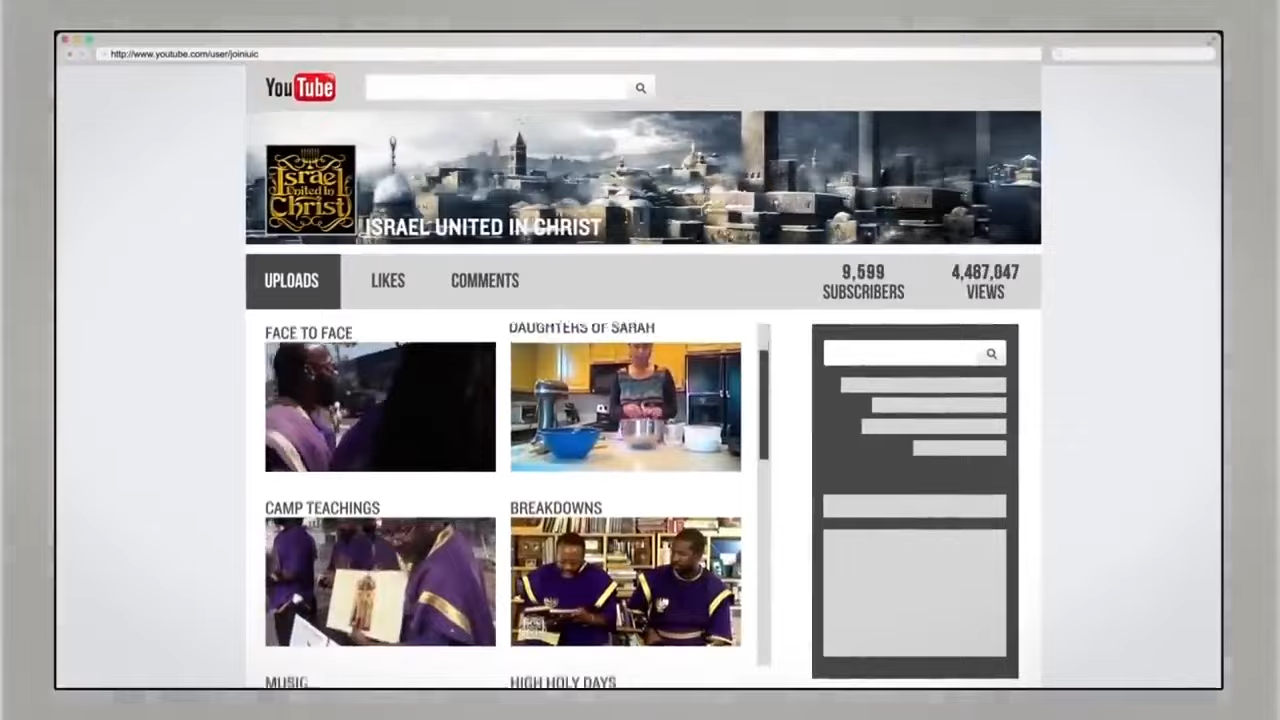 http://www.youtube.com/user/joiniuic
YouTube
Israel
United In
Christ
ISRAEL UNITED IN CHRIST
UPLOADS
LIKES
COMMENTS
9,599
SUBSCRIBERS
4,487,047
VIEWS
FACE TO FACE
DAUGHTERS OF SARAH
CAMP TEACHINGS
BREAKDOWNS
MUSIC
HIGH HOLY DAYS